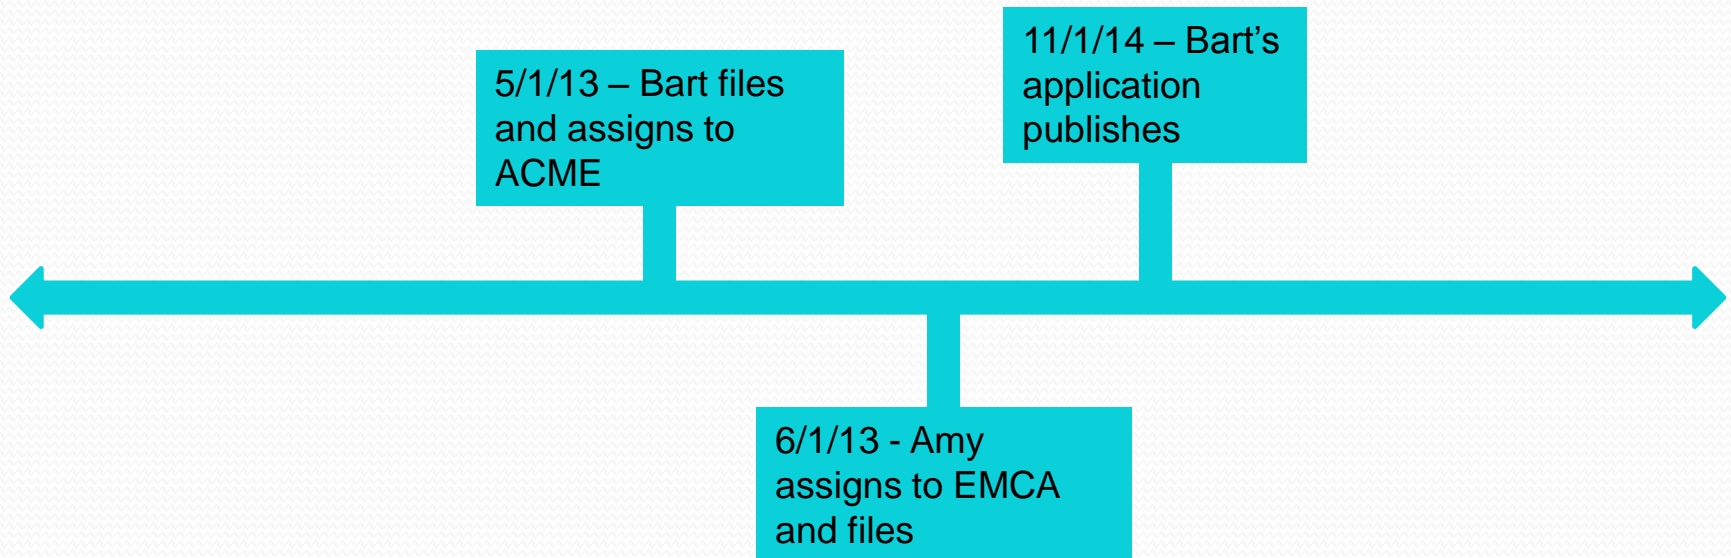 5/1/13 – Bart files
and assigns to
ACME
6/1/13 - Amy
assigns to EMCA
and files
11/1/14 – Bart’s
application
publishes